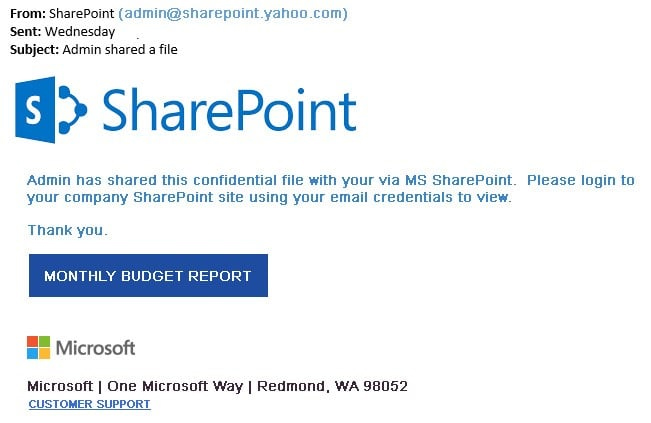 From: SharePoint (admin@sharepoint.yahoo.com)
Sent: Wednesday
Subject: Admin shared a file
S SharePoint
Admin has shared this confidential file with your via MS SharePoint. Please login to
your company SharePoint site using your email credentials to view.
Thank you.
MONTHLY BUDGET REPORT
Microsoft
Microsoft | One Microsoft Way | Redmond, WA 98052
CUSTOMER SUPPORT